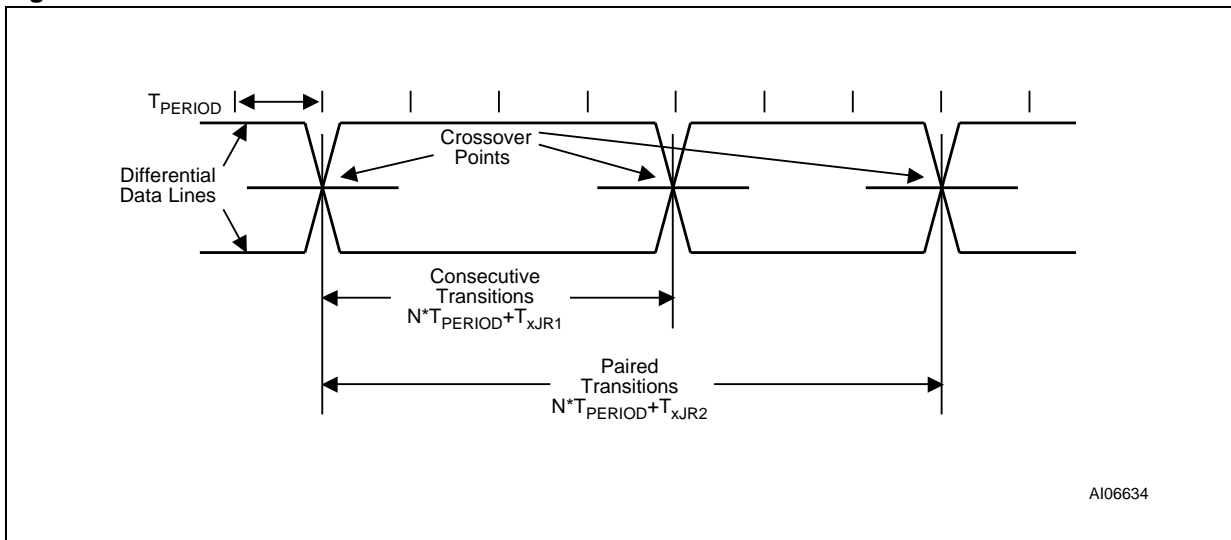 TPERIOD
Crossover
Points
Differential
Data Lines
Consecutive
Transitions
N*TPERIOD+TxJR1
Paired
Transitions
N*TPERIOD+TxJR2
AI06634